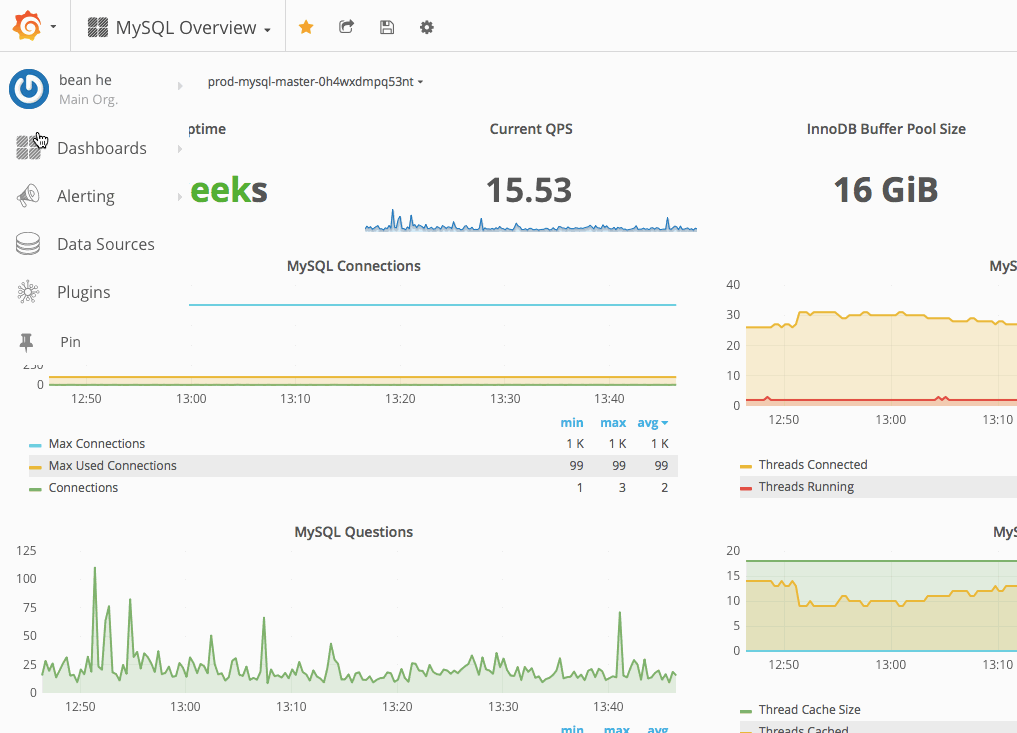 MySQL Overview
bean he
Main Org.
prod-mysql-master-0h4wxdmpq53nt
Dashboards
Alerting
Data Sources
Plugins
Pin
ptime
eeks
Current QPS
15.53
InnoDB Buffer Pool Size
16 GiB
MySQL Connections
250
0
12:50 13:00 13:10 13:20 13:30 13:40
min max avg
Max Connections 1 K 1 K 1 K
Max Used Connections 99 99 99
Connections 1 3 2
MyS
40
30
20
10
0
12:50 13:00 13:10
Threads Connected
Threads Running
MySQL Questions
125
100
75
50
25
0
12:50 13:00 13:10 13:20 13:30 13:40
min max avg
MyS
20
15
10
5
0
12:50 13:00 13:10
Thread Cache Size
Threads Cached